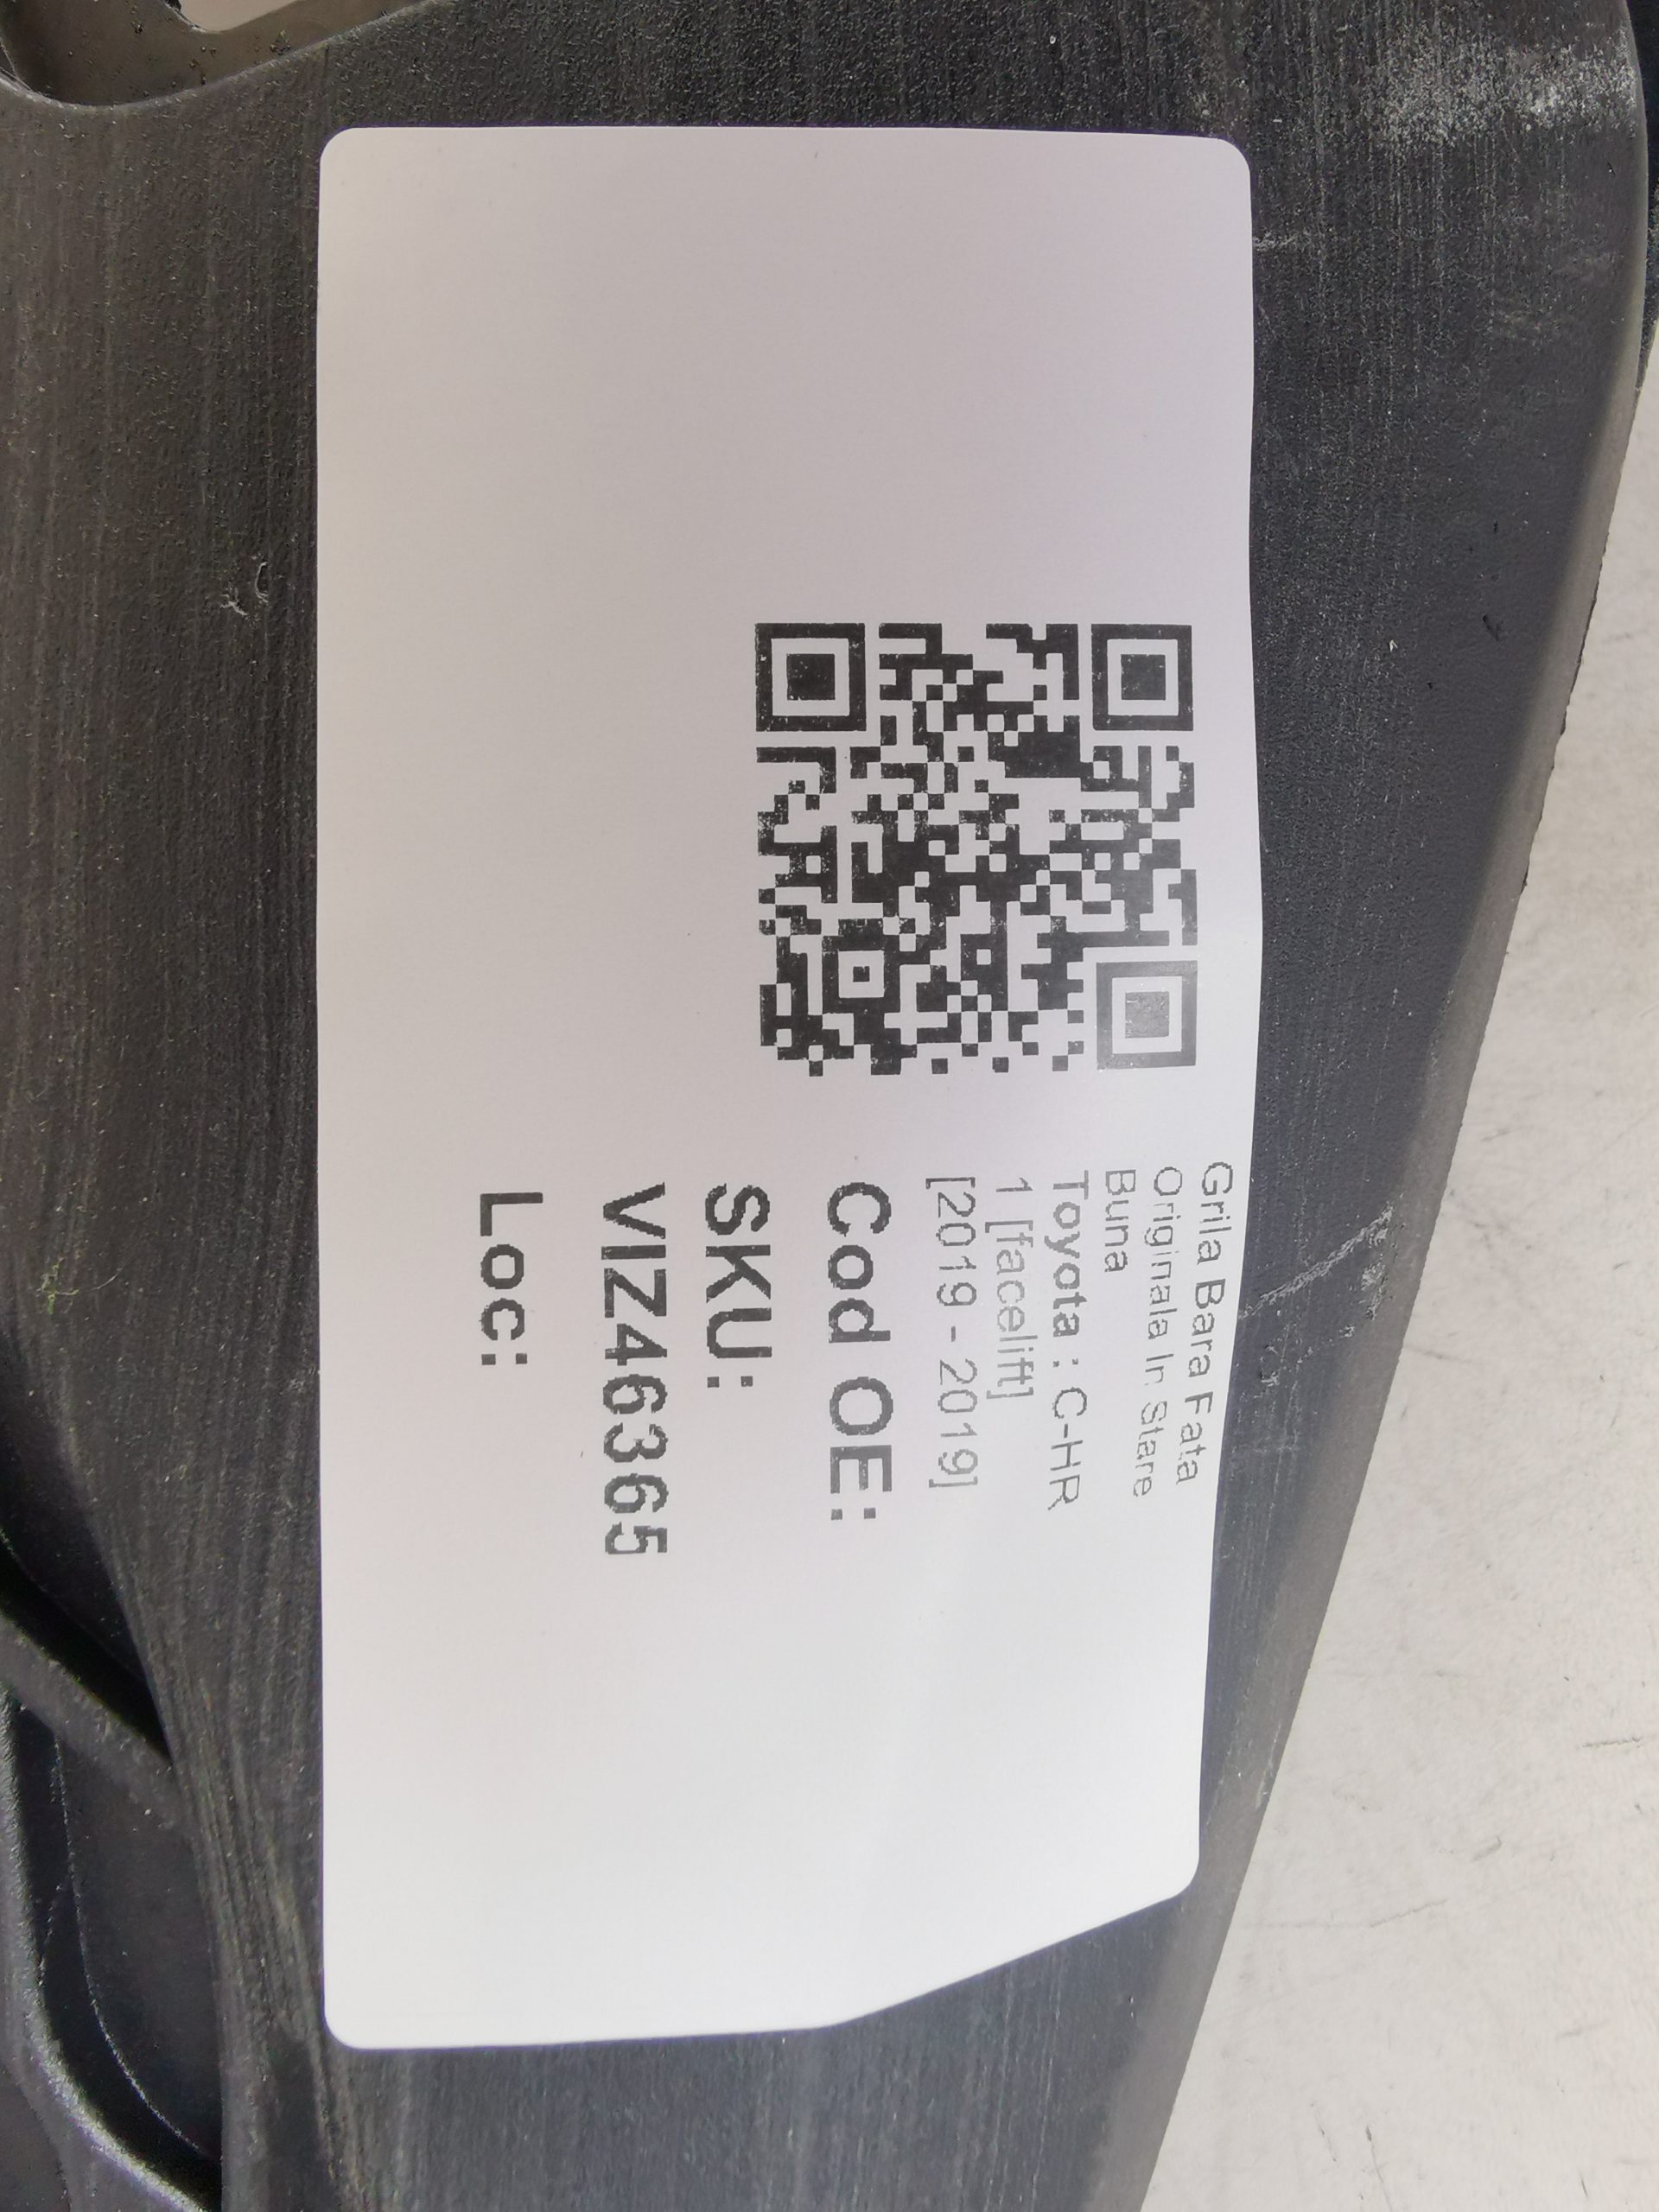 Grila Bara Fata
Originala In Stare
Buna
Toyota : C-HR
1 [facelift]
[2019 - 2019]
Cod OE:
SKU:
VIZ46365
Loc: